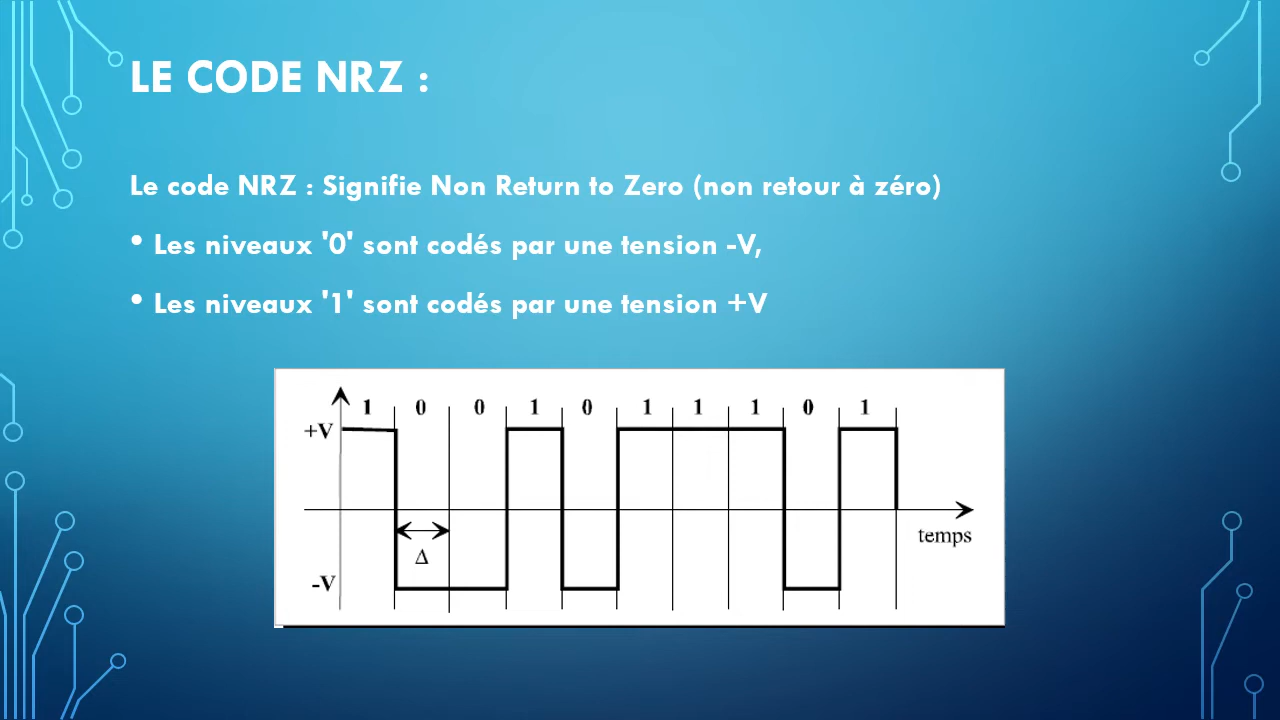 LE CODE NRZ :
Le code NRZ : Signifie Non Return to Zero (non retour à zéro)
• Les niveaux '0' sont codés par une tension -V,
• Les niveaux '1' sont codés par une tension +V
1 0 0 1 0 1 1 1 0 1
+V
temps
Δ
-V